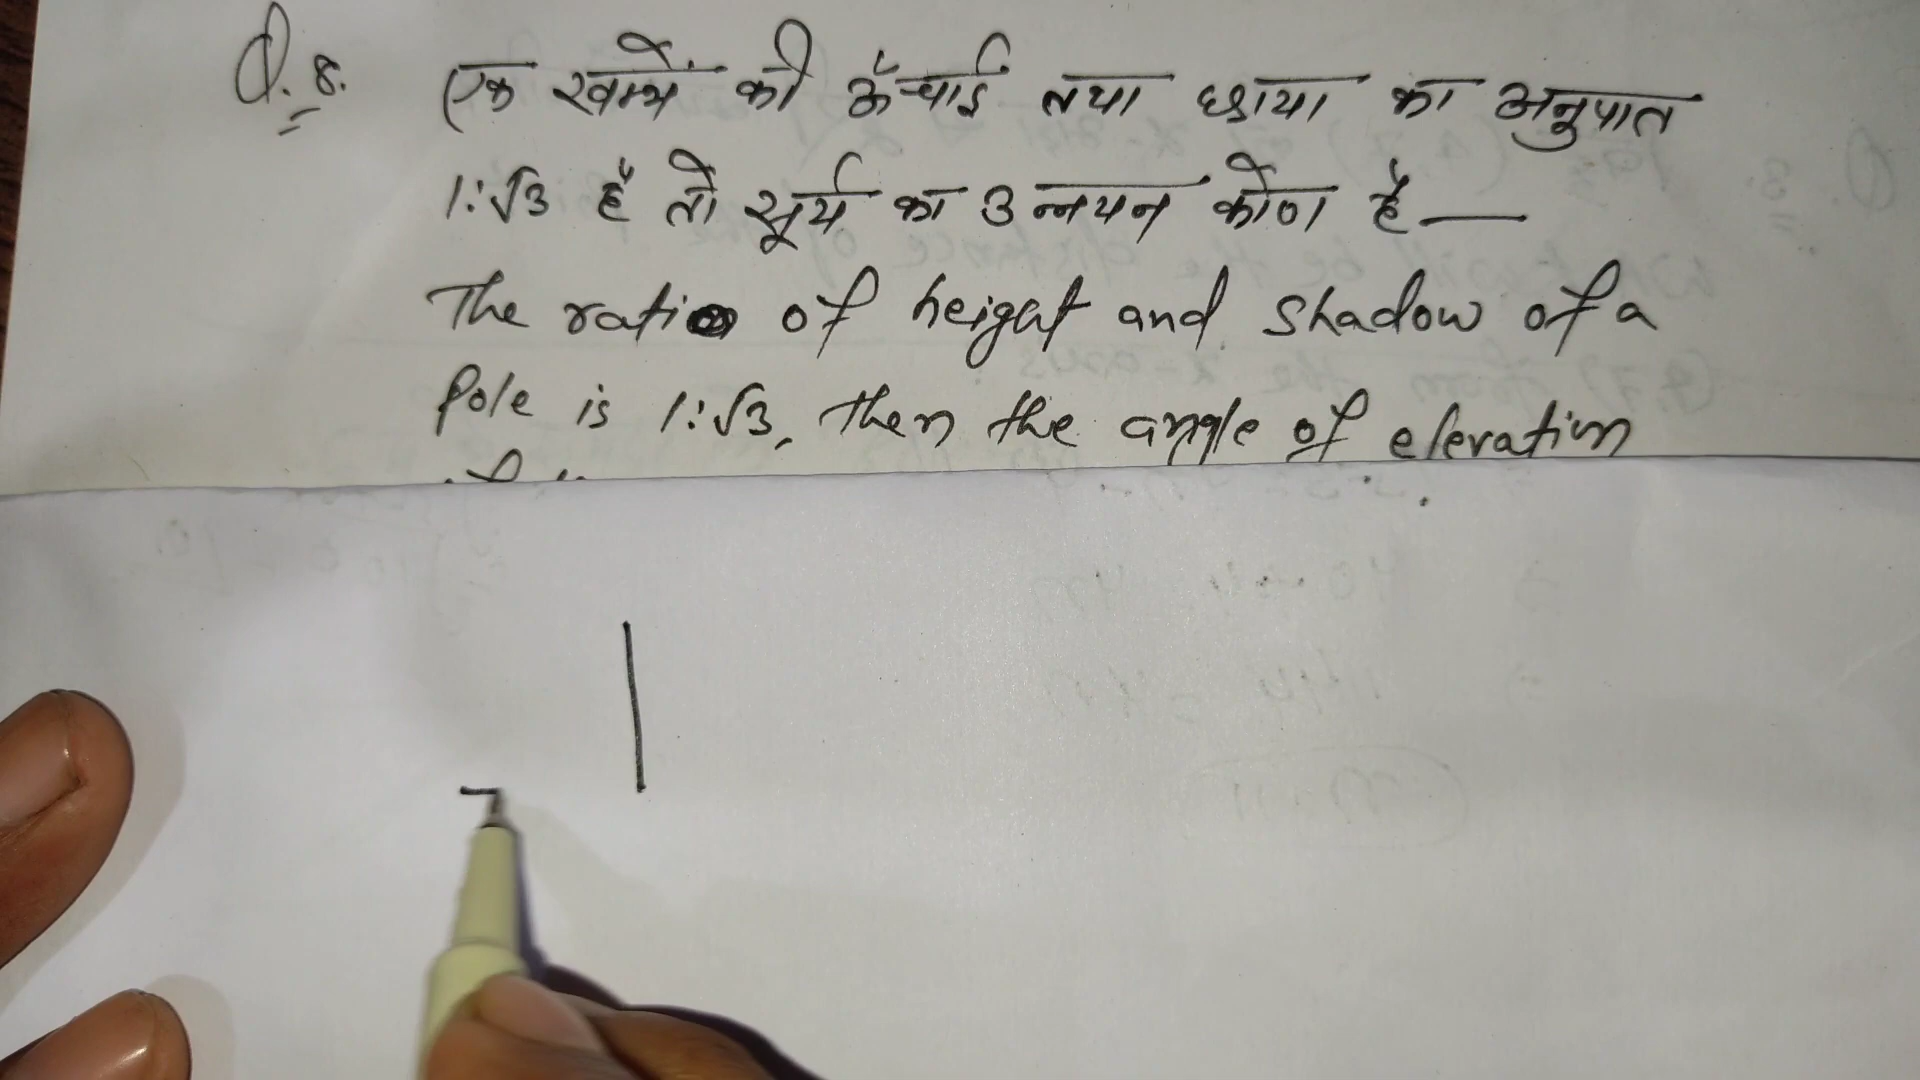 Q.8. एक खम्भे की ऊँचाई तथा छाया का अनुपात
1:√3 है तो सूर्य का उन्नयन कोण है —
The ratio of height and shadow of a
Pole is 1:√3, then the angle of elevation